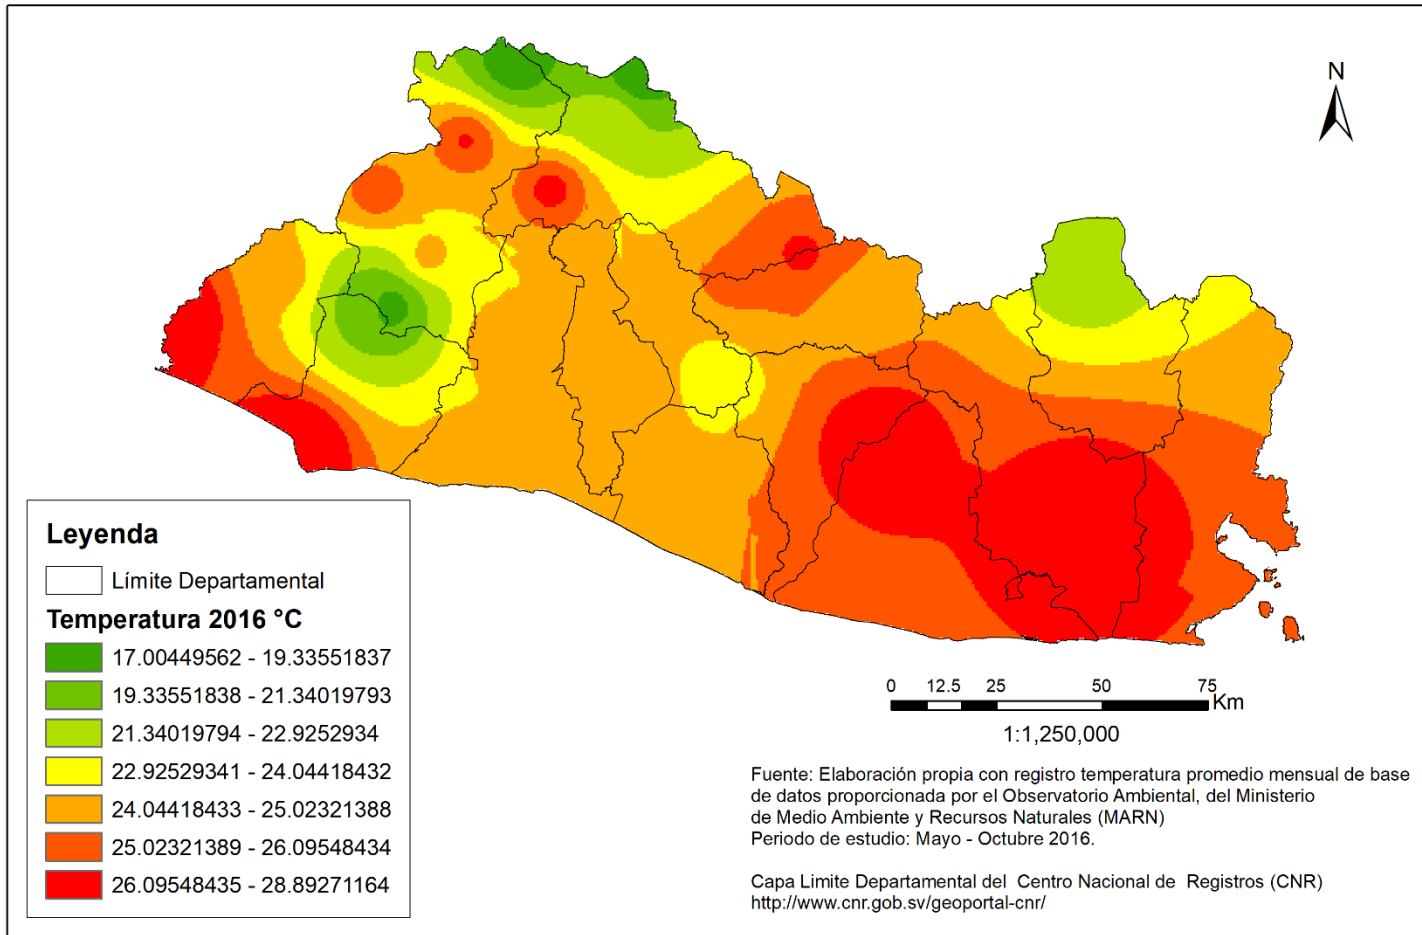 N
Leyenda
Límite Departamental
Temperatura 2016 °C
17.00449562 - 19.33551837
19.33551838 - 21.34019793
21.34019794 - 22.9252934
22.92529341 - 24.04418432
24.04418433 - 25.02321388
25.02321389 - 26.09548434
26.09548435 - 28.89271164
0 12.5 25 50 75
Km
1:1,250,000
Fuente: Elaboración propia con registro temperatura promedio mensual de base
de datos proporcionada por el Observatorio Ambiental, del Ministerio
de Medio Ambiente y Recursos Naturales (MARN)
Periodo de estudio: Mayo - Octubre 2016.
Capa Limite Departamental del Centro Nacional de Registros (CNR)
http://www.cnr.gob.sv/geoportal-cnr/